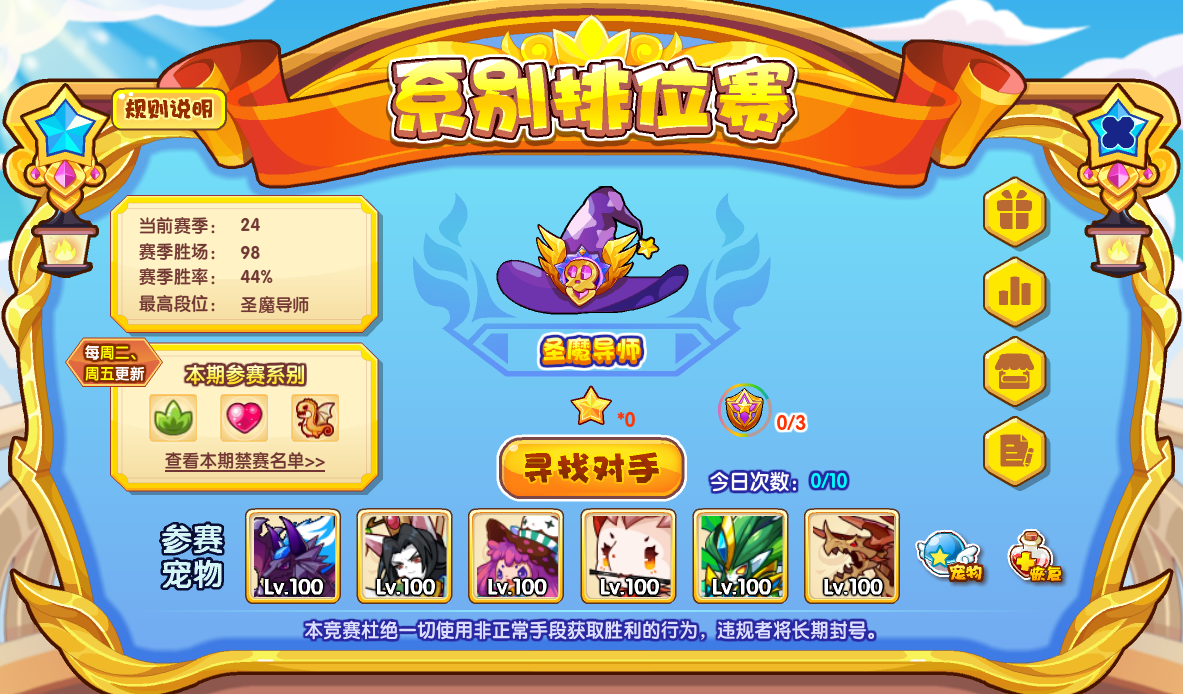 系别排位赛
规则说明
当前赛季： 24
赛季胜场： 98
赛季胜率： 44%
最高段位： 圣魔导师
每周二、
周五更新
本期参赛系别
查看本期禁赛名单>>
圣魔导师
*0
0/3
寻找对手
今日次数：0/10
参赛
宠物
Lv.100
Lv.100
Lv.100
Lv.100
Lv.100
Lv.100
宠物
恢复
本竞赛杜绝一切使用非正常手段获取胜利的行为，违规者将长期封号。